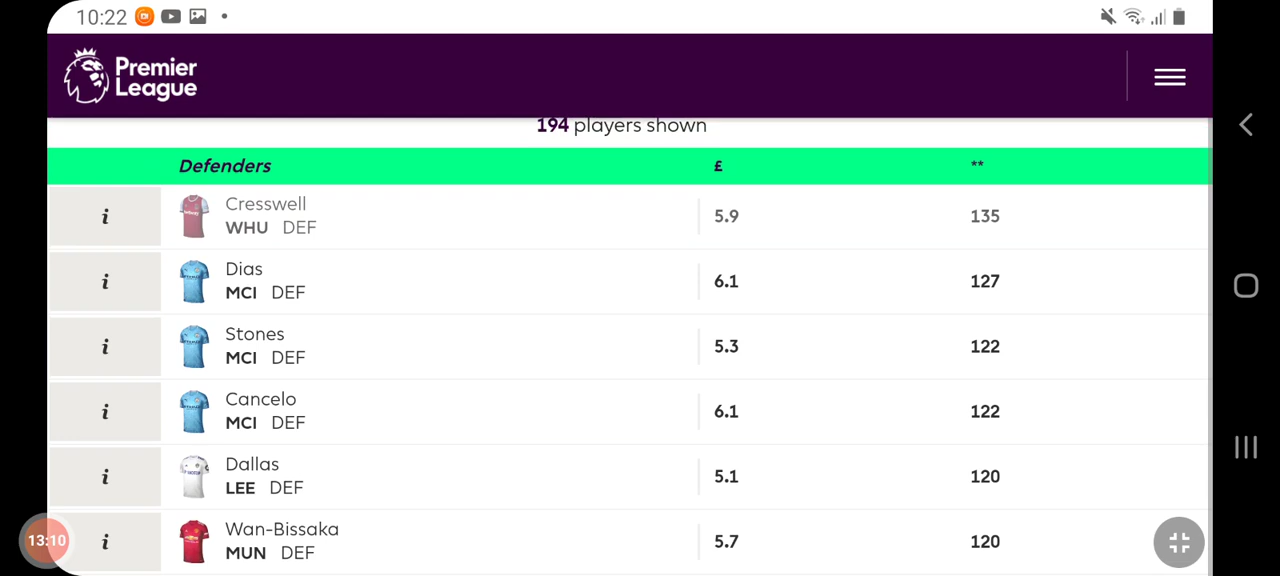 10:22
Premier
League
194 players shown
Defenders £ **
i Cresswell 5.9 135
WHU DEF
i Dias 6.1 127
MCI DEF
i Stones 5.3 122
MCI DEF
i Cancelo 6.1 122
MCI DEF
i Dallas 5.1 120
LEE DEF
13:10 i Wan-Bissaka 5.7 120
MUN DEF